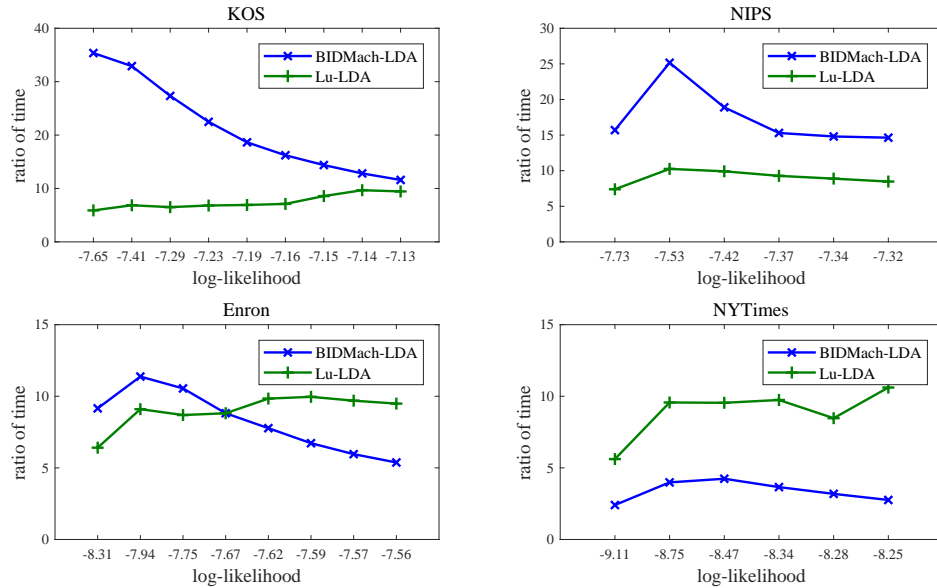 KOS
40
30
20
10
0
ratio of time
BIDMach-LDA
Lu-LDA
-7.65 -7.41 -7.29 -7.23 -7.19 -7.16 -7.15 -7.14 -7.13
log-likelihood
NIPS
30
25
20
15
10
5
0
ratio of time
BIDMach-LDA
Lu-LDA
-7.73 -7.53 -7.42 -7.37 -7.34 -7.32
log-likelihood
Enron
15
10
5
0
ratio of time
BIDMach-LDA
Lu-LDA
-8.31 -7.94 -7.75 -7.67 -7.62 -7.59 -7.57 -7.56
log-likelihood
NYTimes
15
10
5
0
ratio of time
BIDMach-LDA
Lu-LDA
-9.11 -8.75 -8.47 -8.34 -8.28 -8.25
log-likelihood